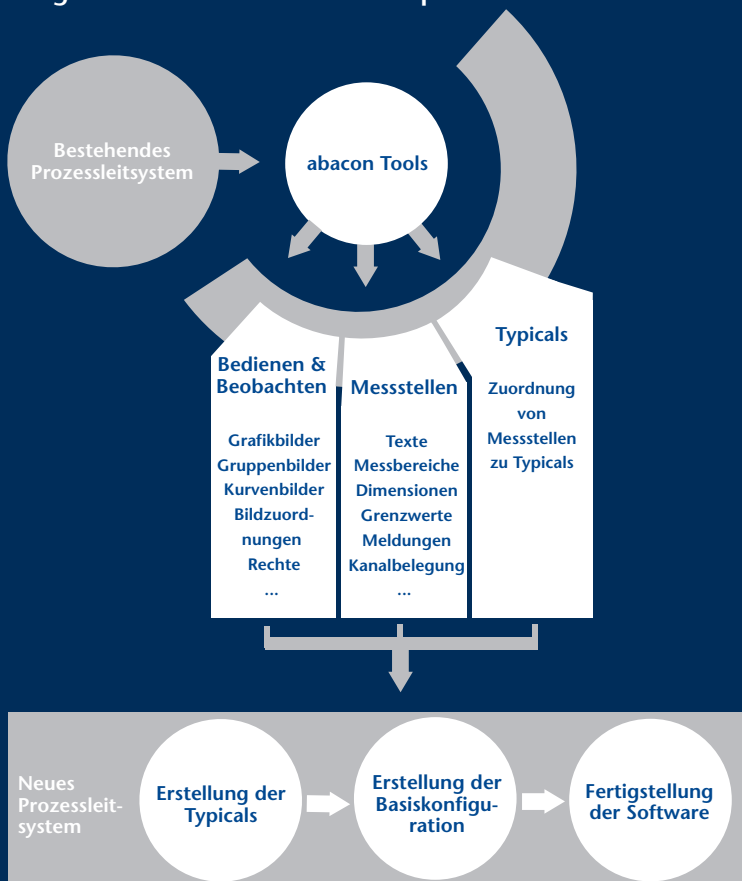 Bestehendes
Prozessleitsystem
abacon Tools
Bedienen &
Beobachten
Grafikbilder
Gruppenbilder
Kurvenbilder
Bildzuord-
nungen
Rechte
...
Messstellen
Texte
Messbereiche
Dimensionen
Grenzwerte
Meldungen
Kanalbelegung
...
Typicals
Zuordnung
von
Messstellen
zu Typicals
Neues
Prozessleit-
system
Erstellung der
Typicals
Erstellung der
Basiskonfigu-
ration
Fertigstellung
der Software